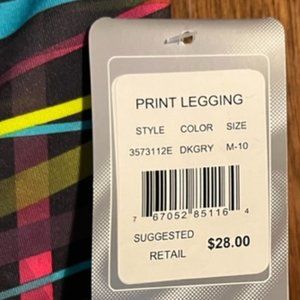 PRINT LEGGING
STYLE COLOR SIZE
3573112E DKGRY M-10
7 67052 85116 4
SUGGESTED
RETAIL $28.00